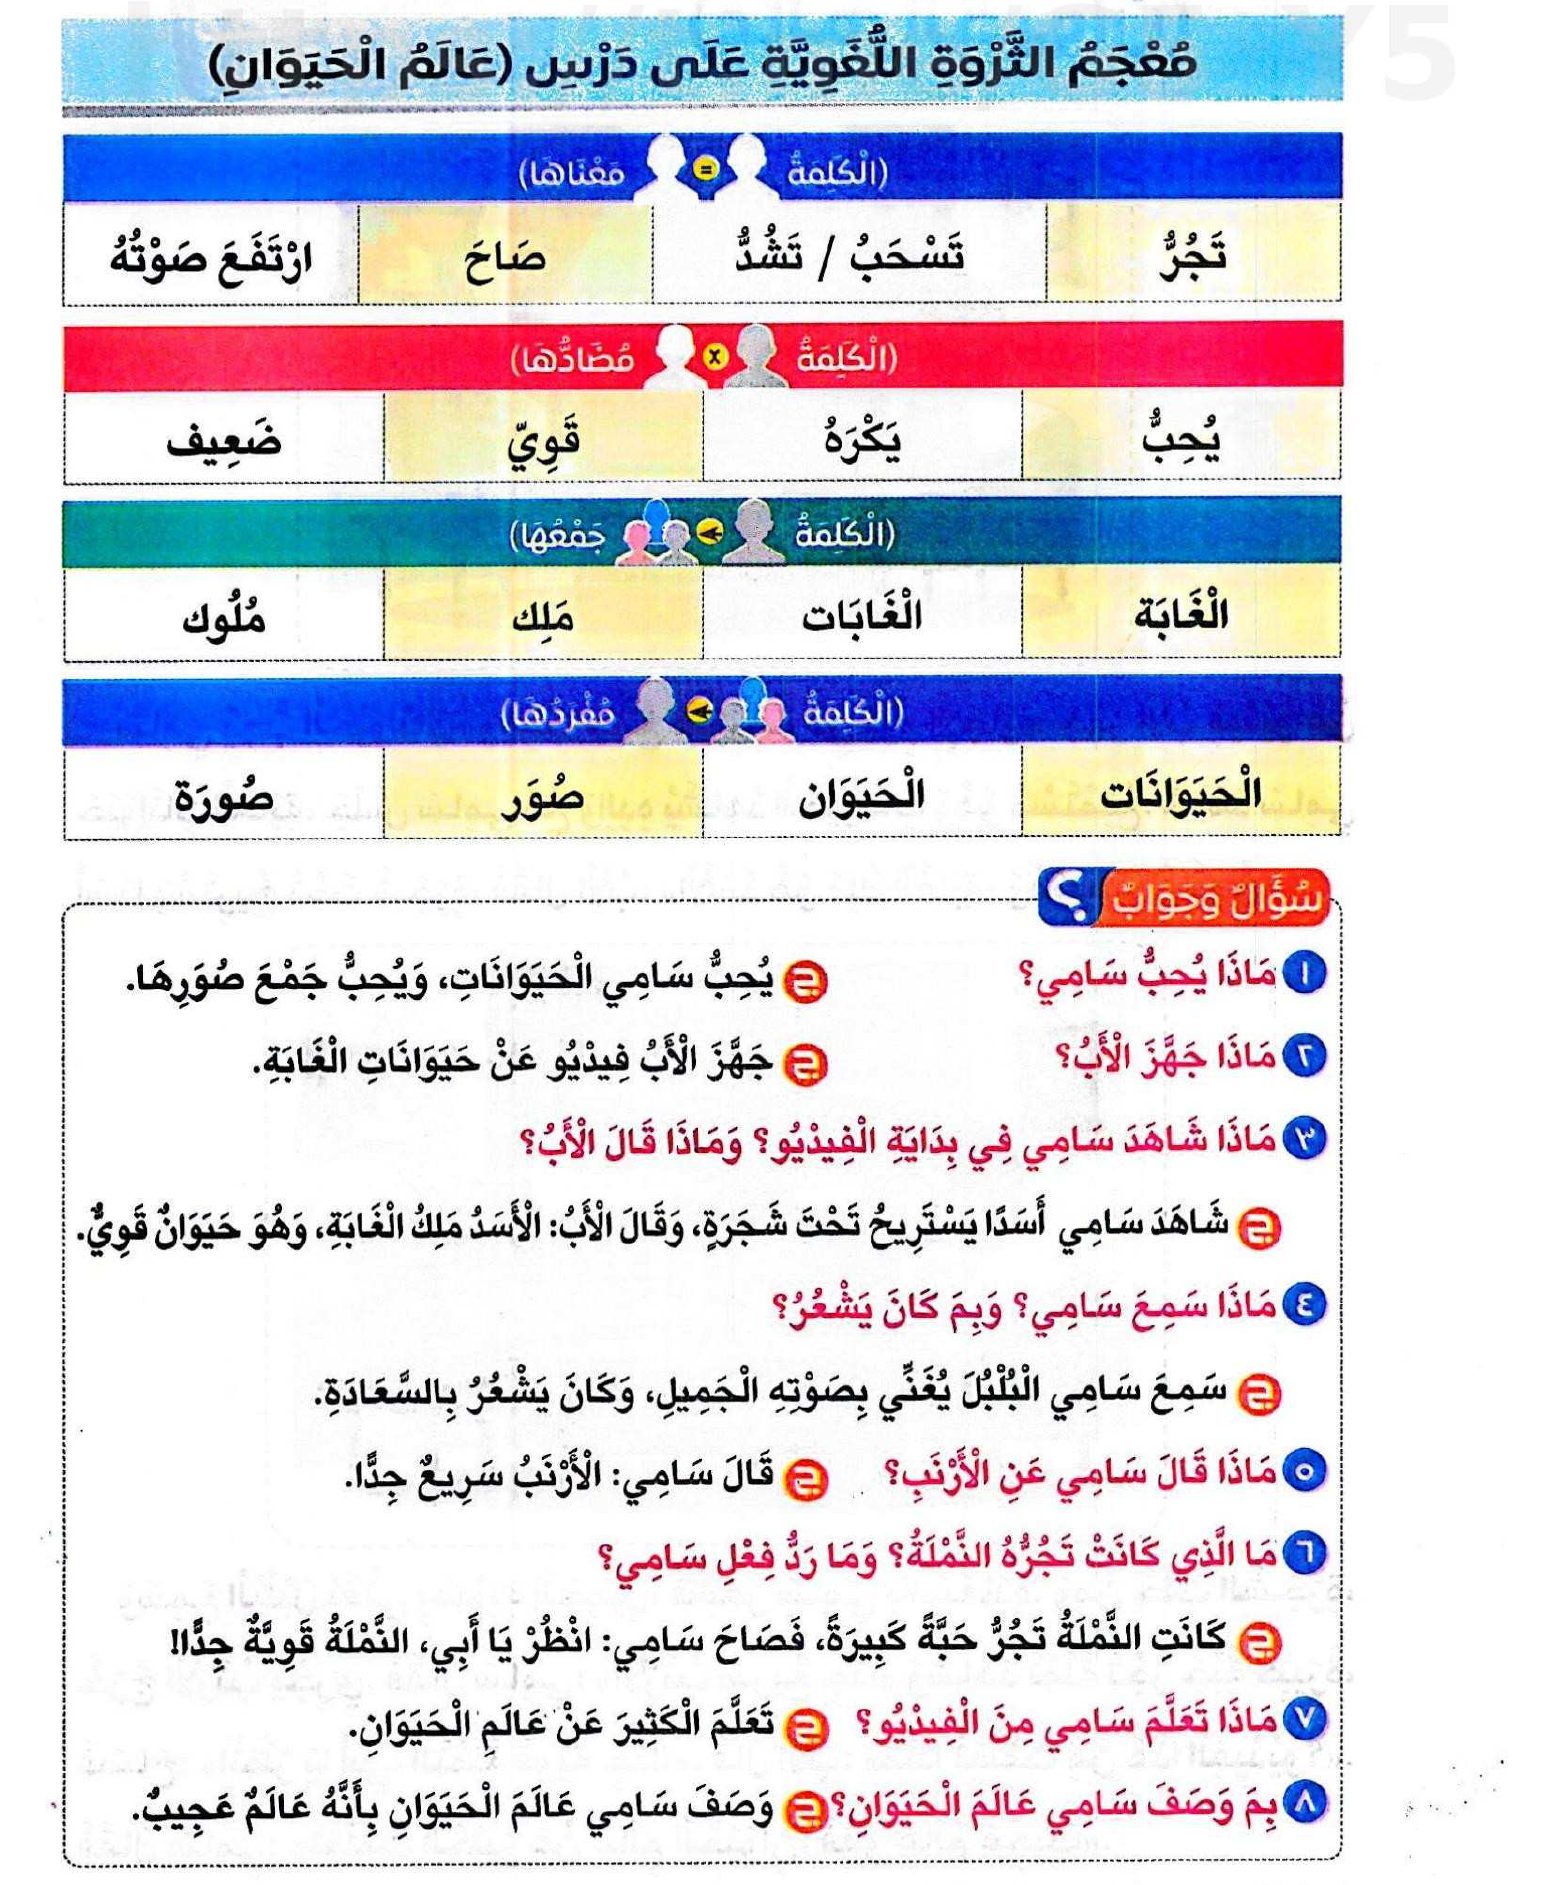 مُعْجَمُ الثَّرْوَةِ اللُّغَوِيَّةِ عَلَى دَرْسِ (عَالَمُ الْحَيَوَانِ)
(الْكَلِمَةُ = مَعْنَاهَا)
تَجُرُّ تَسْحَبُ / تَشُدُّ صَاحَ ارْتَفَعَ صَوْتُهُ
(الْكَلِمَةُ x مُضَادُّهَا)
يُحِبُّ يَكْرَهُ قَوِيّ ضَعِيف
(الْكَلِمَةُ جَمْعُهَا)
الْغَابَة الْغَابَات مَلِك مُلُوك
(الْكَلِمَةُ مُفْرَدُهَا)
الْحَيَوَانَات الْحَيَوَان صُوَر صُورَة
سُؤَالٌ وَجَوَابٌ ؟
١ مَاذَا يُحِبُّ سَامِي؟ ج يُحِبُّ سَامِي الْحَيَوَانَاتِ، وَيُحِبُّ جَمْعَ صُوَرِهَا.
٢ مَاذَا جَهَّزَ الْأَبُ؟ ج جَهَّزَ الْأَبُ فِيدْيُو عَنْ حَيَوَانَاتِ الْغَابَةِ.
٣ مَاذَا شَاهَدَ سَامِي فِي بِدَايَةِ الْفِيدْيُو؟ وَمَاذَا قَالَ الْأَبُ؟
ج شَاهَدَ سَامِي أَسَدًا يَسْتَرِيحُ تَحْتَ شَجَرَةٍ، وَقَالَ الْأَبُ: الْأَسَدُ مَلِكُ الْغَابَةِ، وَهُوَ حَيَوَانٌ قَوِيٌّ.
٤ مَاذَا سَمِعَ سَامِي؟ وَبِمَ كَانَ يَشْعُرُ؟
ج سَمِعَ سَامِي الْبُلْبُلَ يُغَنِّي بِصَوْتِهِ الْجَمِيلِ، وَكَانَ يَشْعُرُ بِالسَّعَادَةِ.
٥ مَاذَا قَالَ سَامِي عَنِ الْأَرْنَبِ؟ ج قَالَ سَامِي: الْأَرْنَبُ سَرِيعٌ جِدًّا.
٦ مَا الَّذِي كَانَتْ تَجُرُّهُ النَّمْلَةُ؟ وَمَا رَدُّ فِعْلِ سَامِي؟
ج كَانَتِ النَّمْلَةُ تَجُرُّ حَبَّةً كَبِيرَةً، فَصَاحَ سَامِي: انْظُرْ يَا أَبِي، النَّمْلَةُ قَوِيَّةٌ جِدًّا!
٧ مَاذَا تَعَلَّمَ سَامِي مِنَ الْفِيدْيُو؟ ج تَعَلَّمَ الْكَثِيرَ عَنْ عَالَمِ الْحَيَوَانِ.
٨ بِمَ وَصَفَ سَامِي عَالَمَ الْحَيَوَانِ؟ ج وَصَفَ سَامِي عَالَمَ الْحَيَوَانِ بِأَنَّهُ عَالَمٌ عَجِيبٌ.